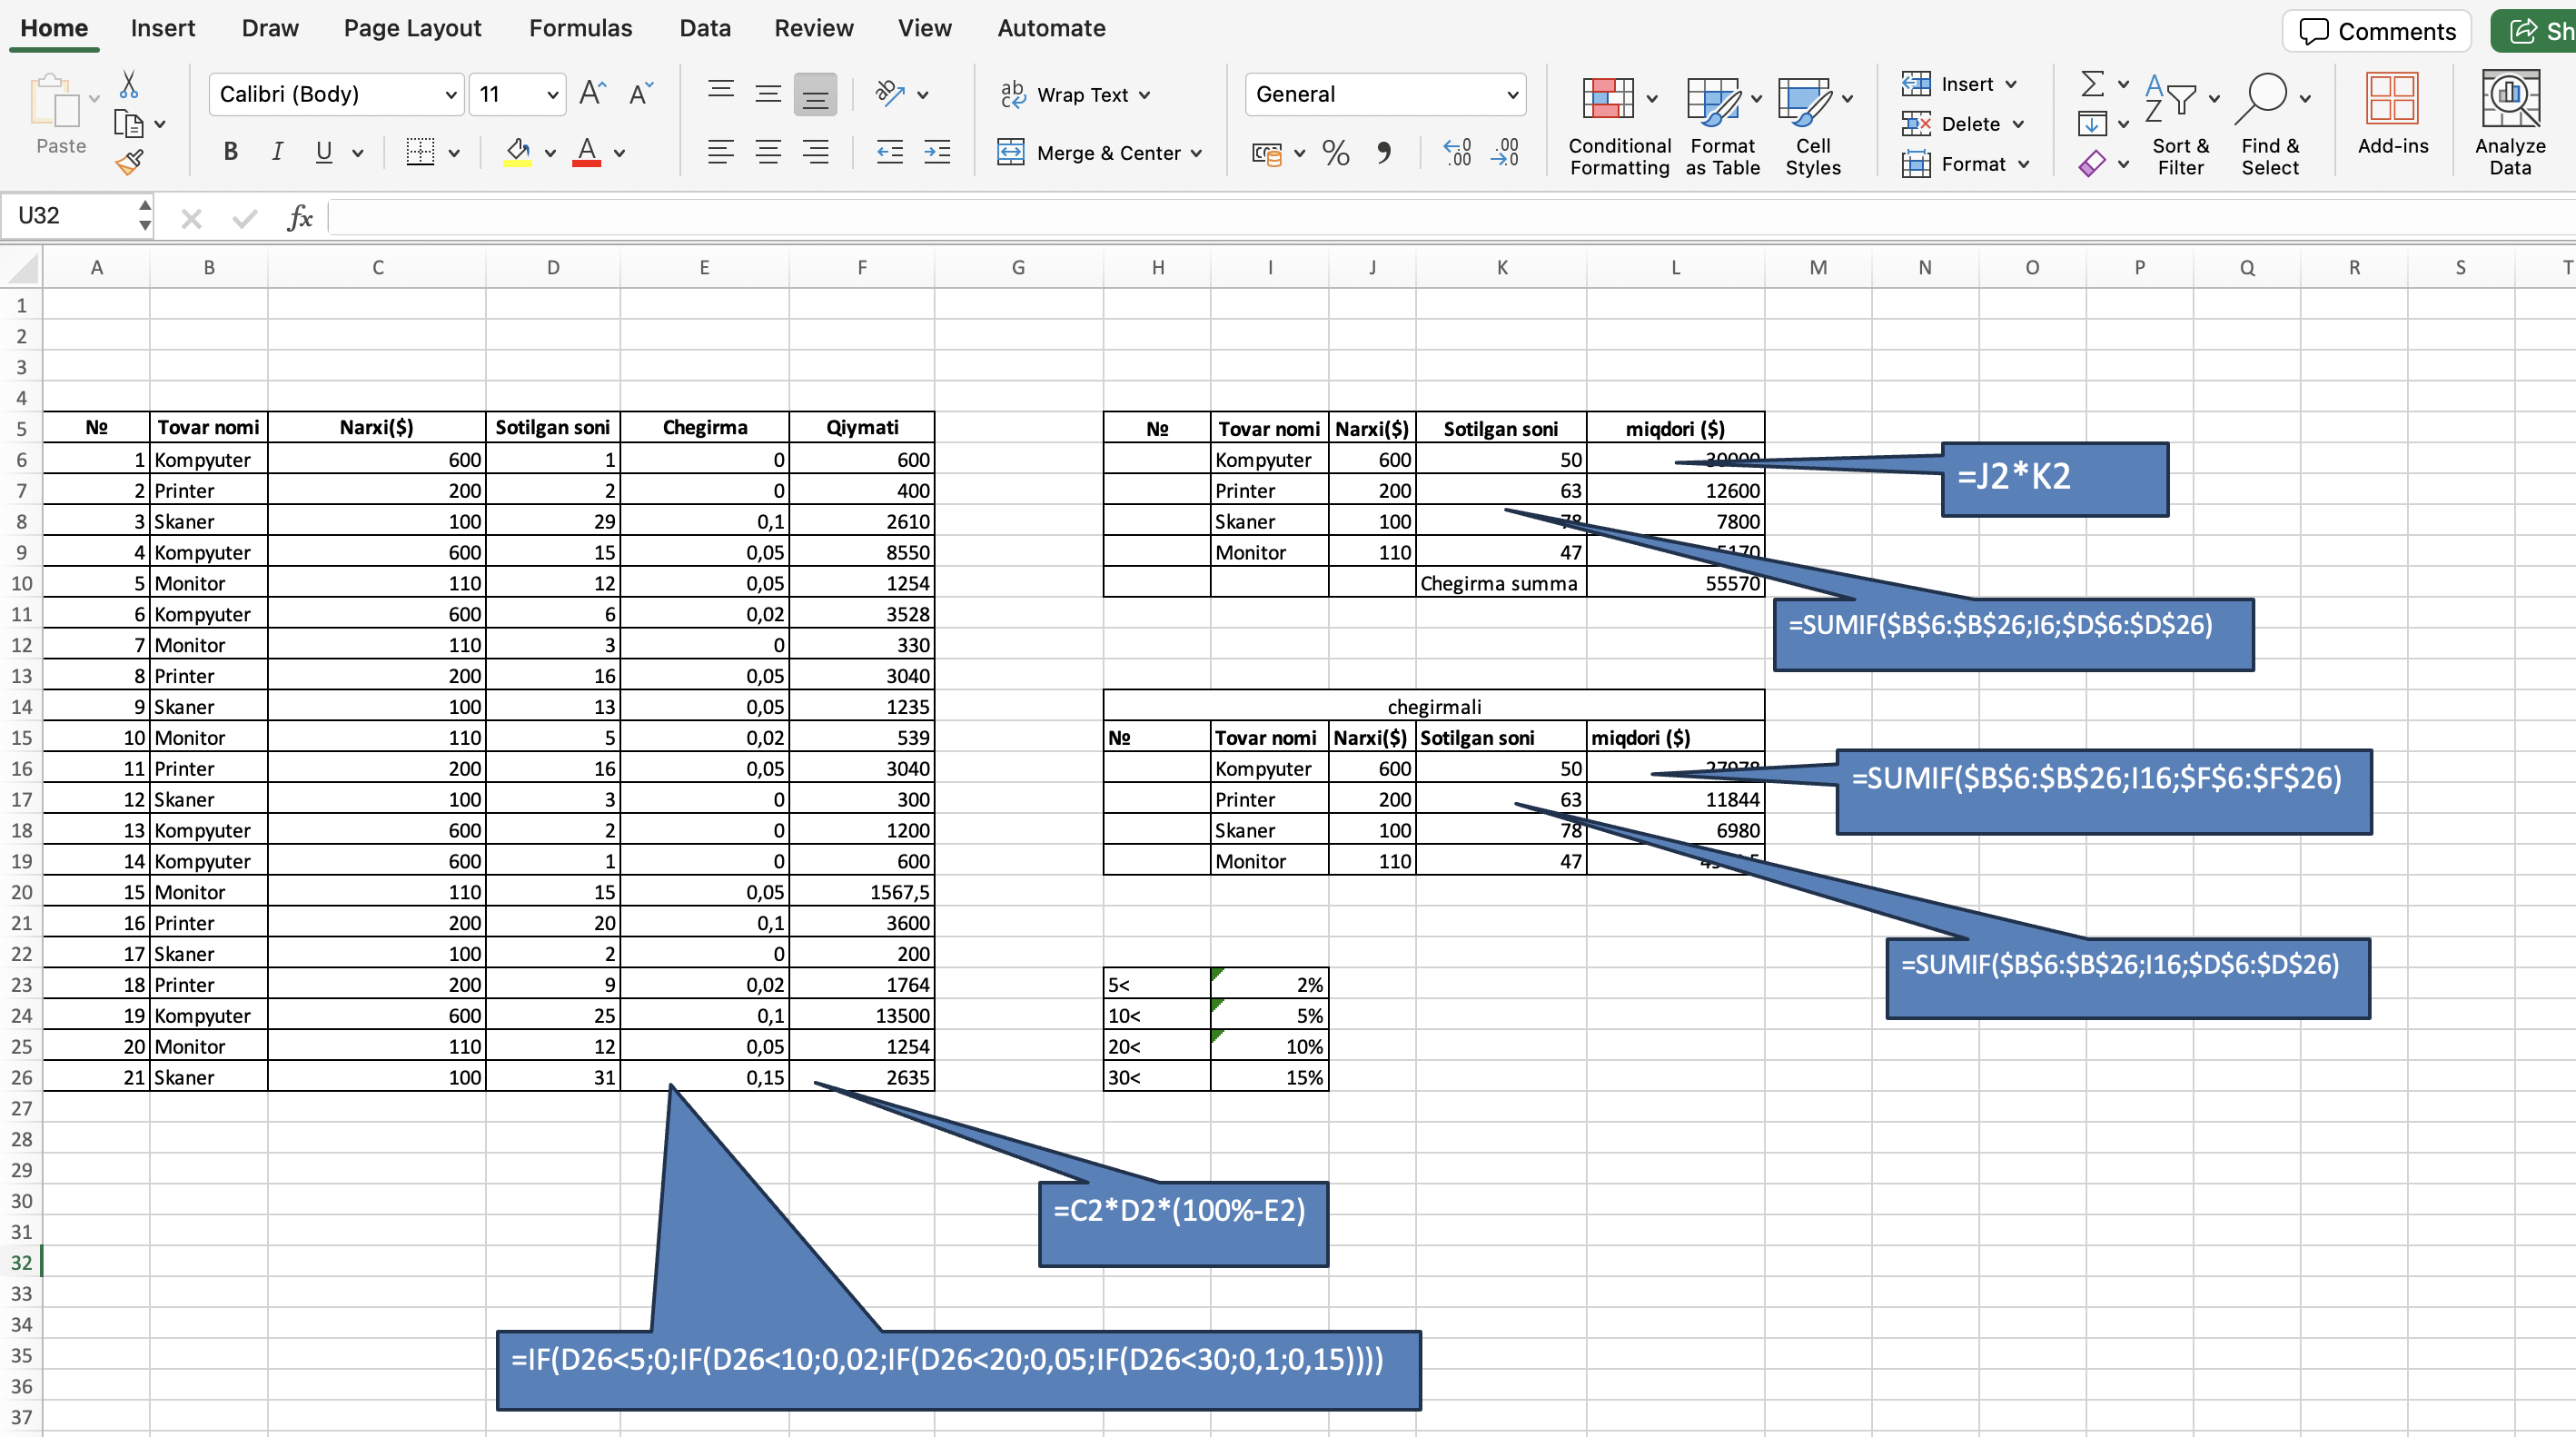 Home Insert Draw Page Layout Formulas Data Review View Automate Comments
Calibri (Body) 11 Wrap Text General Insert
Paste Delete
B I U Merge & Center Conditional Formatting Format as Table Cell Styles Format Sort & Filter Find & Select Add-ins Analyze Data
U32 fx
A B C D E F G H I J K L M N O P Q R S T
1
2
3
4
5 № Tovar nomi Narxi($) Sotilgan soni Chegirma Qiymati № Tovar nomi Narxi($) Sotilgan soni miqdori ($)
6 1 Kompyuter 600 1 0 600 Kompyuter 600 50 30000
=J2*K2
7 2 Printer 200 2 0 400 Printer 200 63 12600
8 3 Skaner 100 29 0,1 2610 Skaner 100 78 7800
9 4 Kompyuter 600 15 0,05 8550 Monitor 110 47 5170
10 5 Monitor 110 12 0,05 1254 Chegirma summa 55570
11 6 Kompyuter 600 6 0,02 3528
=SUMIF($B$6:$B$26;I6;$D$6:$D$26)
12 7 Monitor 110 3 0 330
13 8 Printer 200 16 0,05 3040
14 9 Skaner 100 13 0,05 1235 chegirmali
15 10 Monitor 110 5 0,02 539 № Tovar nomi Narxi($) Sotilgan soni miqdori ($)
16 11 Printer 200 16 0,05 3040 Kompyuter 600 50 27978
=SUMIF($B$6:$B$26;I16;$F$6:$F$26)
17 12 Skaner 100 3 0 300 Printer 200 63 11844
18 13 Kompyuter 600 2 0 1200 Skaner 100 78 6980
19 14 Kompyuter 600 1 0 600 Monitor 110 47
20 15 Monitor 110 15 0,05 1567,5
21 16 Printer 200 20 0,1 3600
22 17 Skaner 100 2 0 200
=SUMIF($B$6:$B$26;I16;$D$6:$D$26)
23 18 Printer 200 9 0,02 1764 5< 2%
24 19 Kompyuter 600 25 0,1 13500 10< 5%
25 20 Monitor 110 12 0,05 1254 20< 10%
26 21 Skaner 100 31 0,15 2635 30< 15%
27
28
29
30
=C2*D2*(100%-E2)
31
32
33
34
35
=IF(D26<5;0;IF(D26<10;0,02;IF(D26<20;0,05;IF(D26<30;0,1;0,15))))
36
37